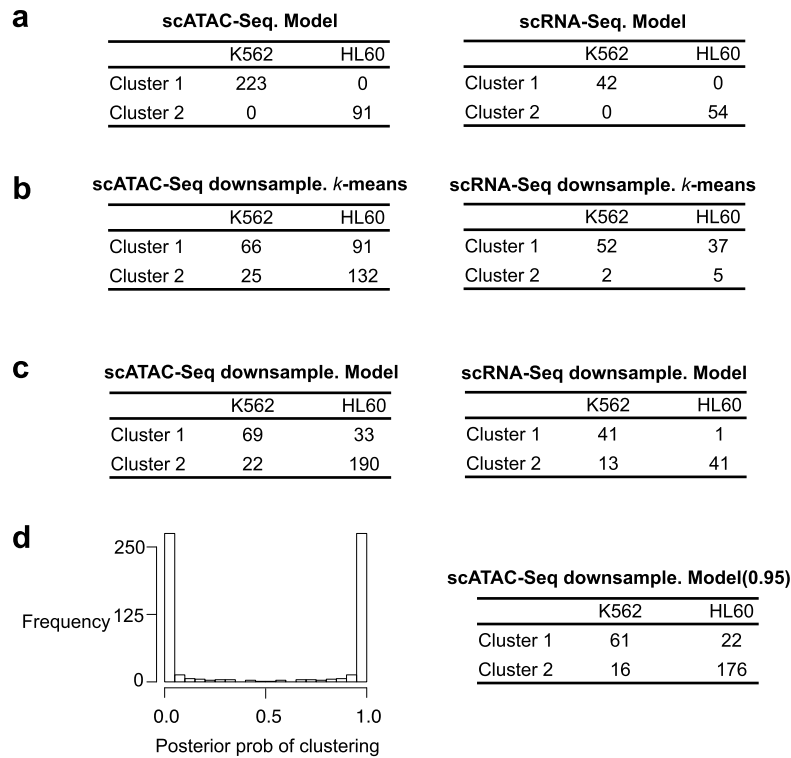 a
scATAC-Seq. Model
K562 HL60
Cluster 1 223 0
Cluster 2 0 91
scRNA-Seq. Model
K562 HL60
Cluster 1 42 0
Cluster 2 0 54
b
scATAC-Seq downsample. k-means
K562 HL60
Cluster 1 66 91
Cluster 2 25 132
scRNA-Seq downsample. k-means
K562 HL60
Cluster 1 52 37
Cluster 2 2 5
c
scATAC-Seq downsample. Model
K562 HL60
Cluster 1 69 33
Cluster 2 22 190
scRNA-Seq downsample. Model
K562 HL60
Cluster 1 41 1
Cluster 2 13 41
d
250
125
0
Frequency
0.0 0.5 1.0
Posterior prob of clustering
scATAC-Seq downsample. Model(0.95)
K562 HL60
Cluster 1 61 22
Cluster 2 16 176